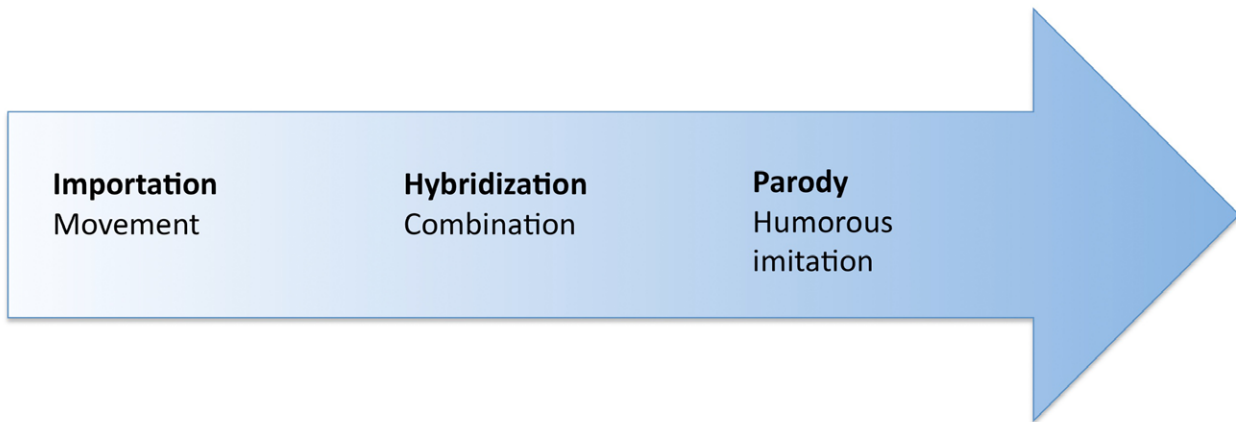 Importation
Movement
Hybridization
Combination
Parody
Humorous
imitation